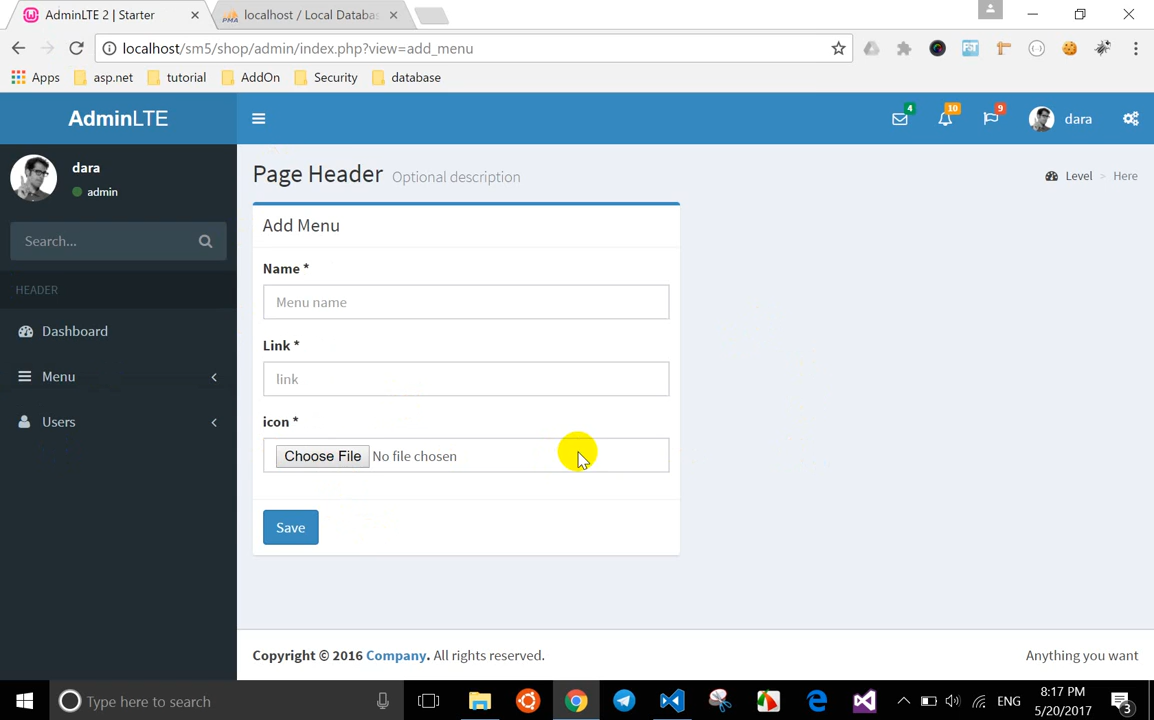 AdminLTE 2 | Starter
localhost / Local Databas
localhost/sm5/shop/admin/index.php?view=add_menu
Apps asp.net tutorial AddOn Security database
AdminLTE
4 10 9 dara
dara
admin
Page Header Optional description
Level > Here
Search...
HEADER
Dashboard
Menu
Users
Add Menu
Name *
Menu name
Link *
link
icon *
Choose File No file chosen
Save
Copyright © 2016 Company. All rights reserved.
Anything you want
Type here to search
ENG
8:17 PM
5/20/2017
3